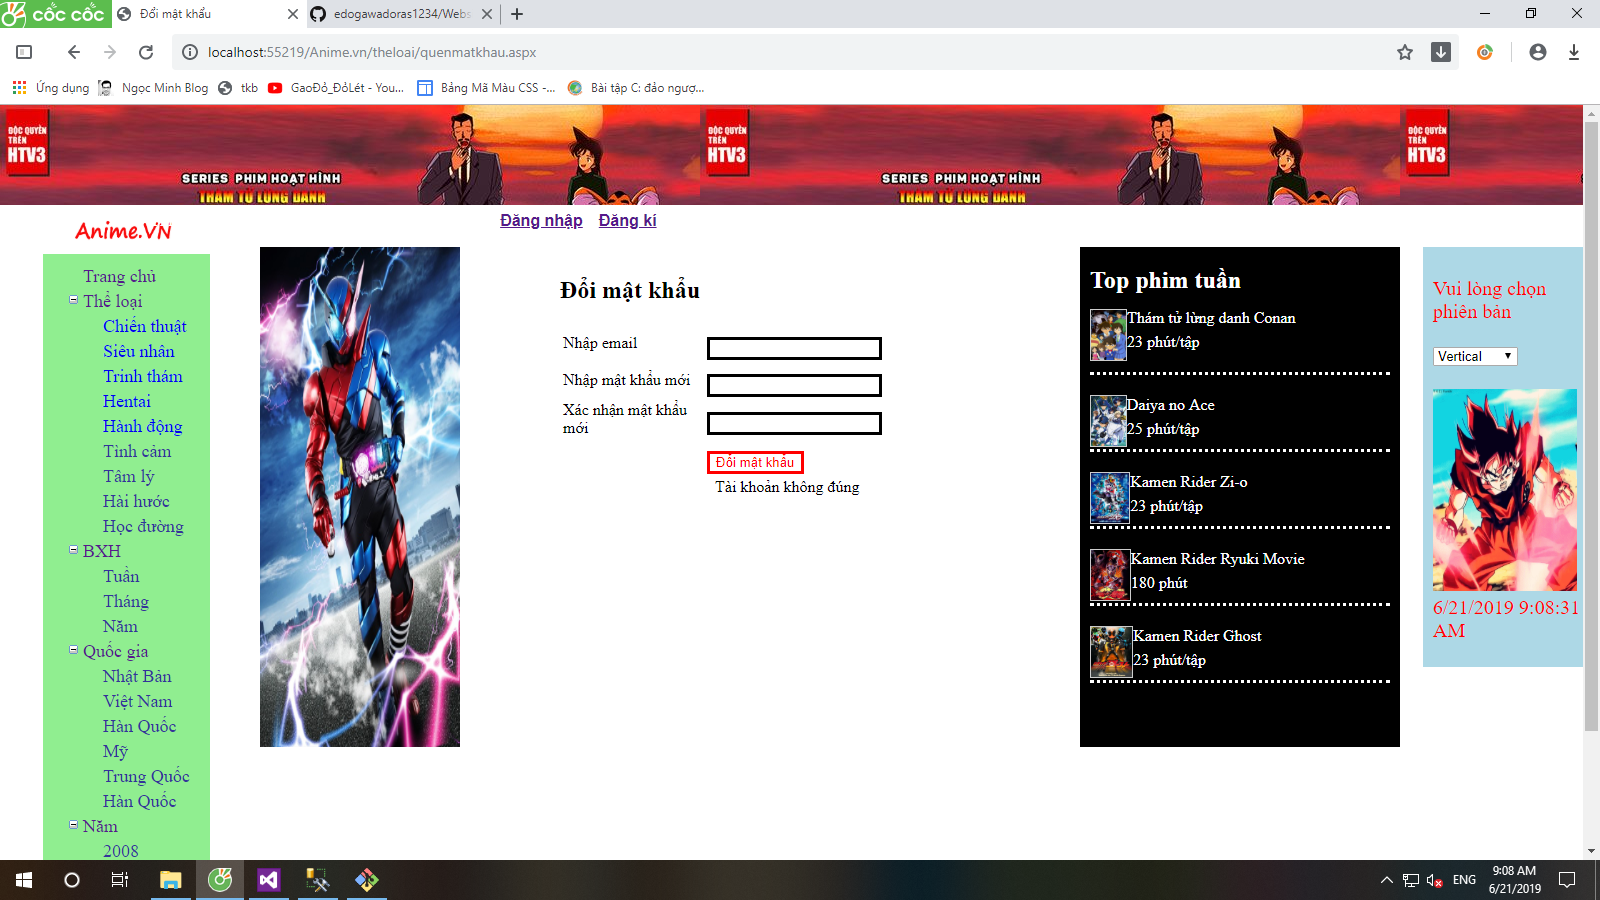 cốc cốc
Đổi mật khẩu
edogawadoras1234/Webs
localhost:55219/Anime.vn/theloai/quenmatkhau.aspx
Ứng dụng
Ngọc Minh Blog
tkb
GaoĐỏ_ĐỏLét - You...
Bảng Mã Màu CSS -...
Bài tập C: đảo ngượ...
ĐỘC QUYỀN
TRÊN
HTV3
SERIES PHIM HOẠT HÌNH
THÁM TỬ LỪNG DANH
ĐỘC QUYỀN
TRÊN
HTV3
SERIES PHIM HOẠT HÌNH
THÁM TỬ LỪNG DANH
ĐỘC QUYỀN
TRÊN
HTV3
Anime.VN
Đăng nhập
Đăng kí
Trang chủ
Thể loại
Chiến thuật
Siêu nhân
Trinh thám
Hentai
Hành động
Tình cảm
Tâm lý
Hài hước
Học đường
BXH
Tuần
Tháng
Năm
Quốc gia
Nhật Bản
Việt Nam
Hàn Quốc
Mỹ
Trung Quốc
Hàn Quốc
Năm
2008
Đổi mật khẩu
Nhập email
Nhập mật khẩu mới
Xác nhận mật khẩu
mới
Đổi mật khẩu
Tài khoản không đúng
Top phim tuần
Thám tử lừng danh Conan
23 phút/tập
Daiya no Ace
25 phút/tập
Kamen Rider Zi-o
23 phút/tập
Kamen Rider Ryuki Movie
180 phút
Kamen Rider Ghost
23 phút/tập
Vui lòng chọn
phiên bản
Vertical
6/21/2019 9:08:31
AM
ENG
9:08 AM
6/21/2019